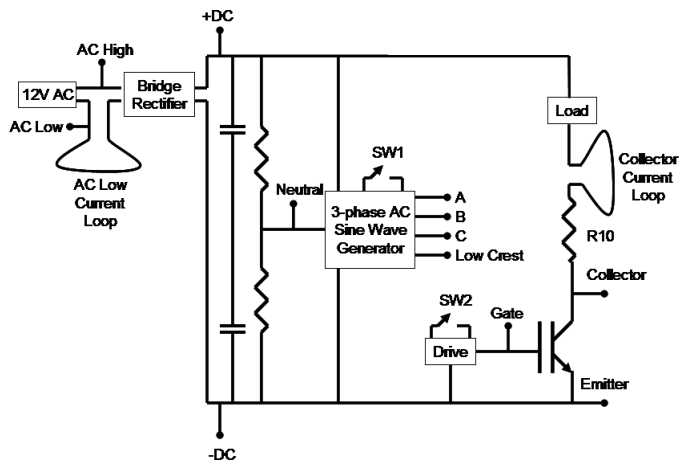 +DC
AC High
12V AC
Bridge
Rectifier
AC Low
AC Low
Current
Loop
Neutral
SW1
3-phase AC
Sine Wave
Generator
A
B
C
Low Crest
Load
Collector
Current
Loop
R10
Collector
SW2
Gate
Drive
Emitter
-DC